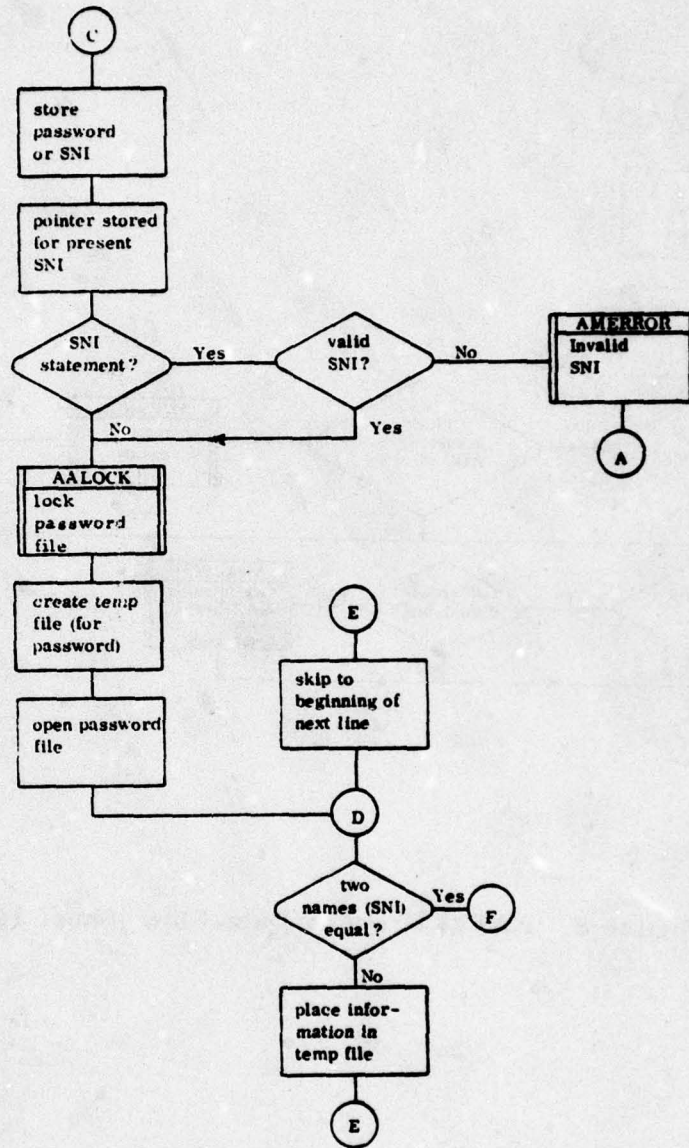 C
store
password
or SNI
pointer stored
for present
SNI
SNI
statement?
Yes
valid
SNI?
No
AMERROR
Invalid
SNI
No
Yes
A
AALOCK
lock
password
file
create temp
file (for
password)
E
open password
file
skip to
beginning of
next line
D
two
names (SNI)
equal?
Yes
F
No
place infor-
mation in
temp file
E